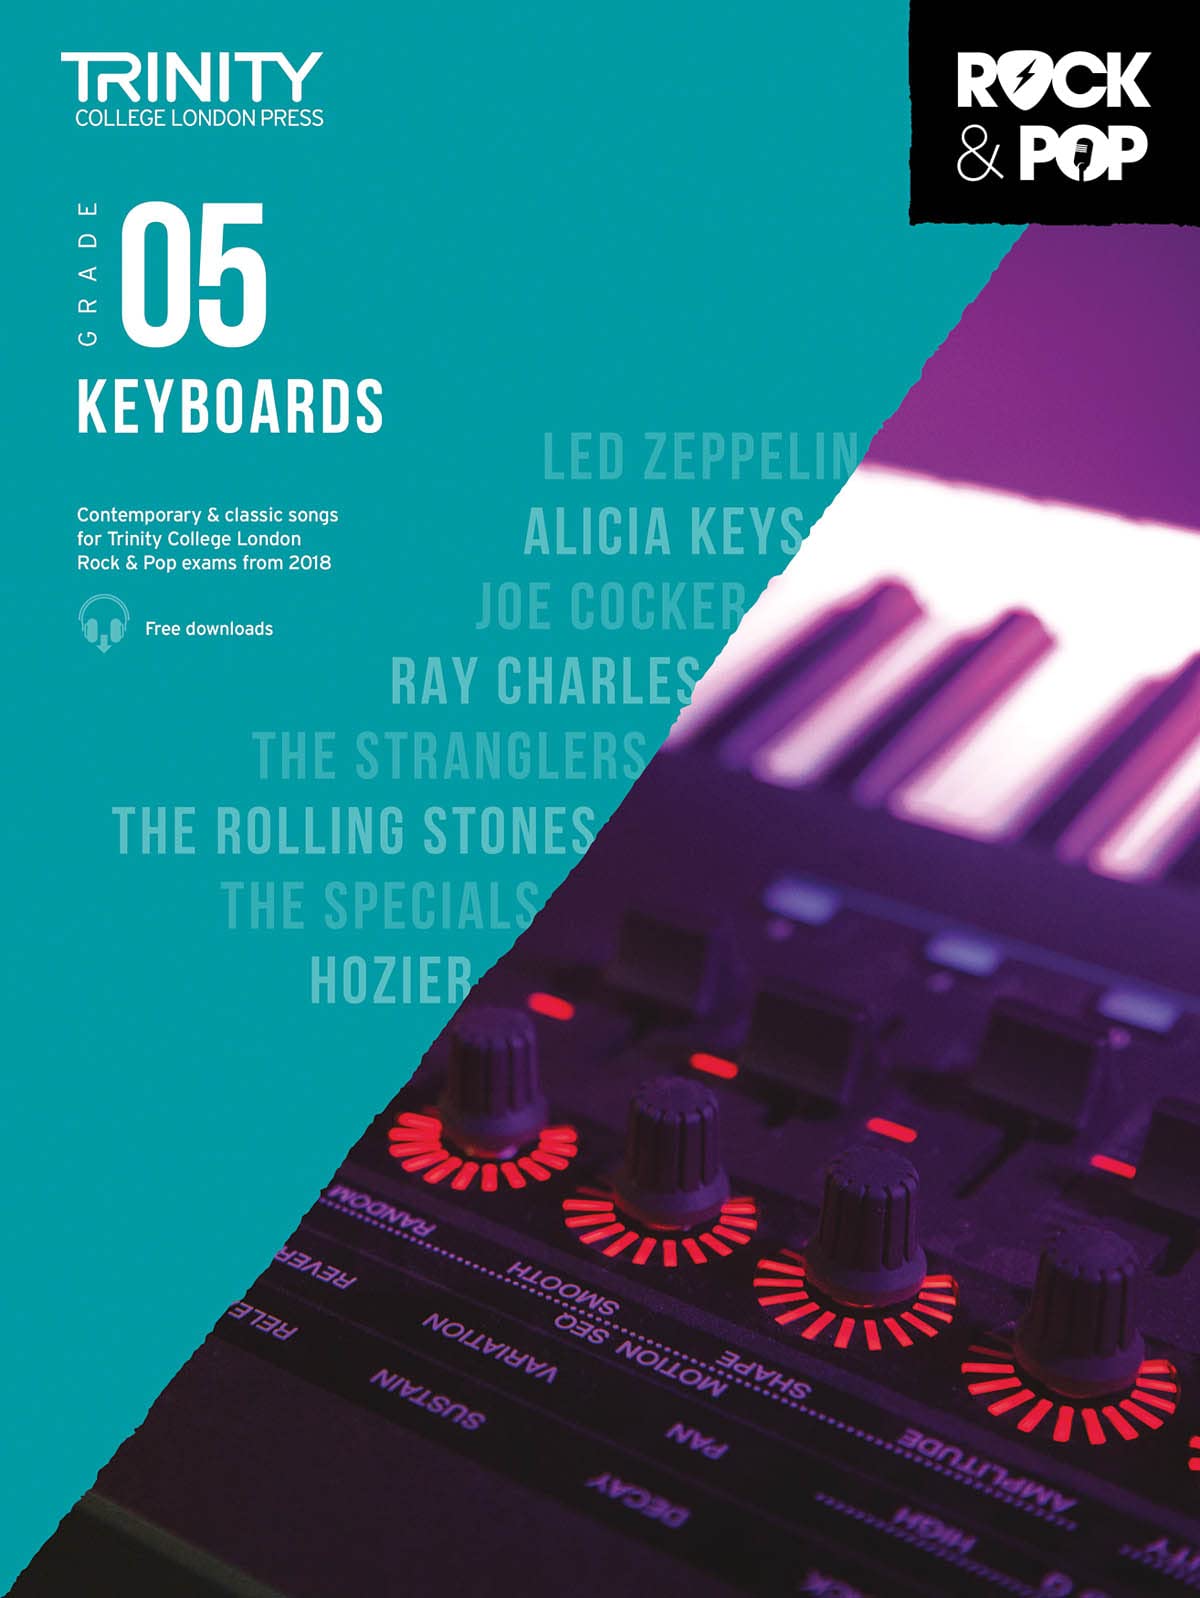 TRINITY
COLLEGE LONDON PRESS
ROCK
& POP
GRADE
05
KEYBOARDS
Contemporary & classic songs
for Trinity College London
Rock & Pop exams from 2018
Free downloads
LED ZEPPELIN
ALICIA KEYS
JOE COCKER
RAY CHARLES
THE STRANGLERS
THE ROLLING STONES
THE SPECIALS
HOZIER
RANDOM
SMOOTH
SHAPE
AMPLITUDE
REVER
VARIATION
MOTION SEQ
PAN
HIGH
RELE
SUSTAIN
DECAY